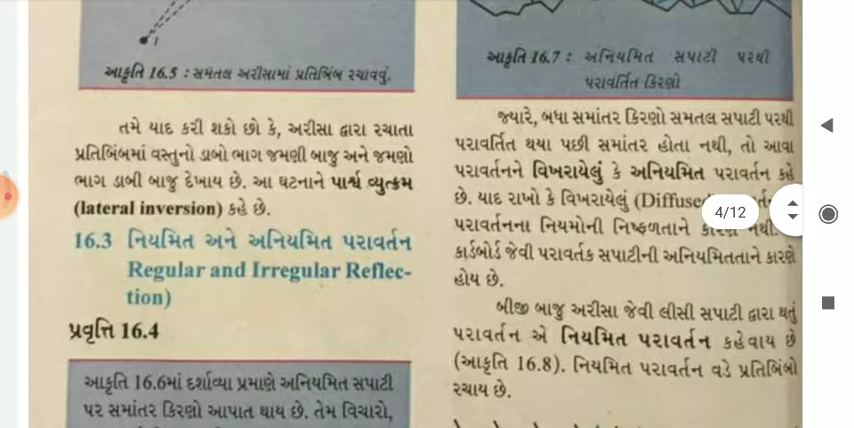 આકૃતિ 16.5 : સમતલ અરીસામાં પ્રતિબિંબ રચાવવું.
તમે યાદ કરી શકો છો કે, અરીસા દ્વારા રચાતા
પ્રતિબિંબમાં વસ્તુનો ડાબો ભાગ જમણી બાજુ અને જમણો
ભાગ ડાબી બાજુ દેખાય છે. આ ઘટનાને પાર્શ્વ વ્યુત્ક્રમ
(lateral inversion) કહે છે.
16.3 નિયમિત અને અનિયમિત પરાવર્તન
Regular and Irregular Reflec-
tion)
પ્રવૃત્તિ 16.4
આકૃતિ 16.6માં દર્શાવ્યા પ્રમાણે અનિયમિત સપાટી
પર સમાંતર કિરણો આપાત થાય છે. તેમ વિચારો,
આકૃતિ 16.7 : અનિયમિત સપાટી પરથી
પરાવર્તિત કિરણો
જ્યારે, બધા સમાંતર કિરણો સમતલ સપાટી પરથી
પરાવર્તિત થયા પછી સમાંતર હોતા નથી, તો આવા
પરાવર્તનને વિખરાયેલું કે અનિયમિત પરાવર્તન કહે
છે. યાદ રાખો કે વિખરાયેલું (Diffused
પરાવર્તનના નિયમોની નિષ્ફળતાને કારણે નથી.
કાર્ડબોર્ડ જેવી પરાવર્તક સપાટીની અનિયમિતતાને કારણે
હોય છે.
બીજી બાજુ અરીસા જેવી લીસી સપાટી દ્વારા થતું
પરાવર્તન એ નિયમિત પરાવર્તન કહેવાય છે
(આકૃતિ 16.8). નિયમિત પરાવર્તન વડે પ્રતિબિંબો
રચાય છે.
4/12